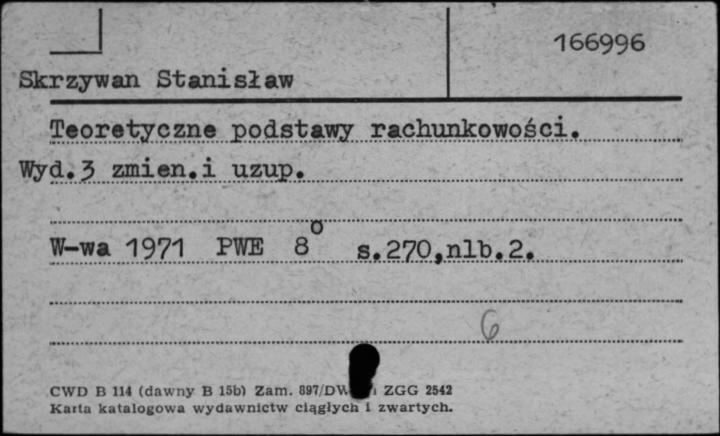 166996
Skrzywan Stanisław
Teoretyczne podstawy rachunkowości.
Wyd.3 zmien.i uzup.
W-wa 1971 PWE 8° s.270,nlb.2.
6
CWD B 114 (dawny B 15b) Zam. 897/DW ZGG 2542
Karta katalogowa wydawnictw ciągłych i zwartych.